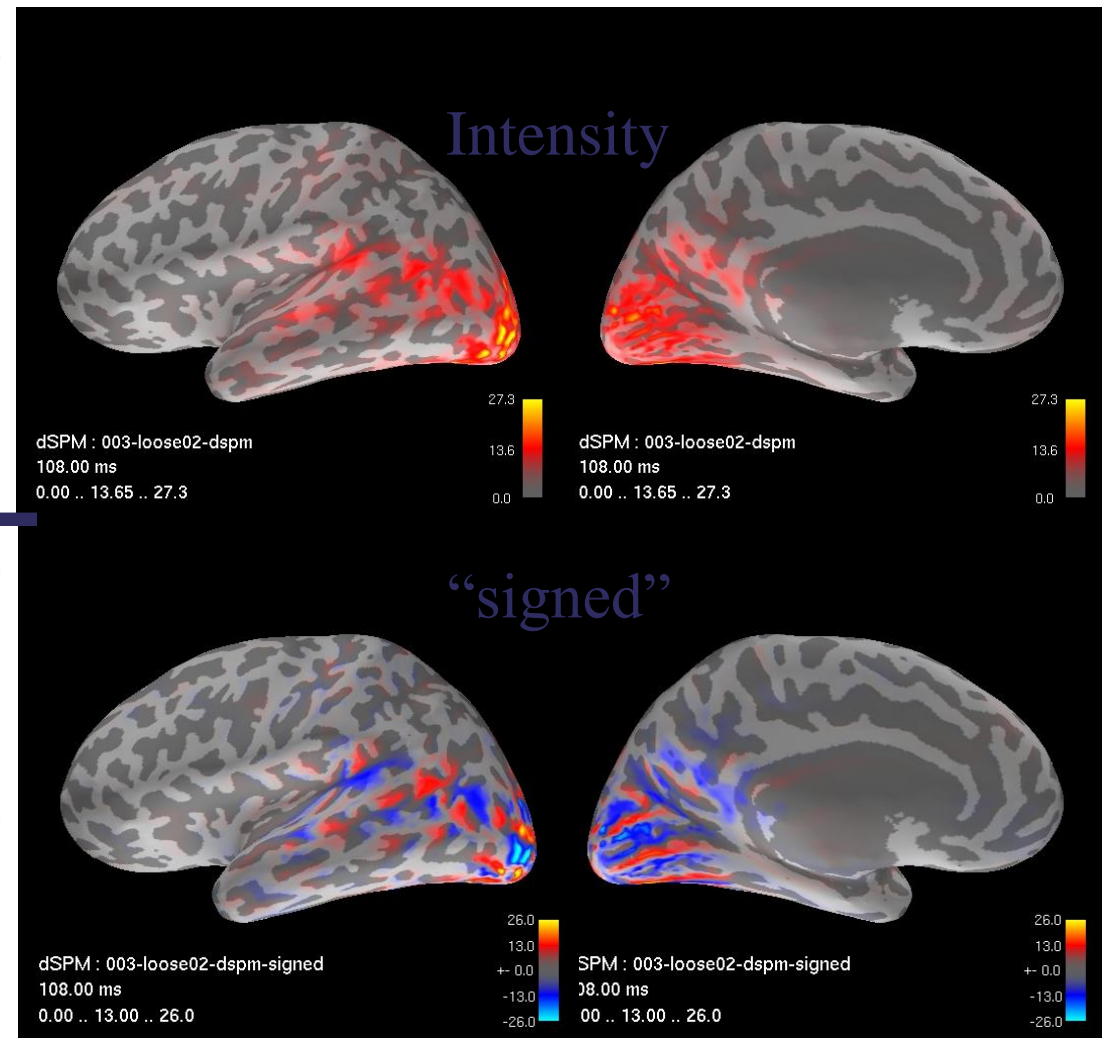 Intensity
27.3
13.6
0.0
dSPM : 003-loose02-dspm
108.00 ms
0.00 .. 13.65 .. 27.3
27.3
13.6
0.0
dSPM : 003-loose02-dspm
108.00 ms
0.00 .. 13.65 .. 27.3
“signed”
26.0
13.0
+- 0.0
-13.0
-26.0
dSPM : 003-loose02-dspm-signed
108.00 ms
0.00 .. 13.00 .. 26.0
26.0
13.0
+- 0.0
-13.0
-26.0
SPM : 003-loose02-dspm-signed
08.00 ms
00 .. 13.00 .. 26.0